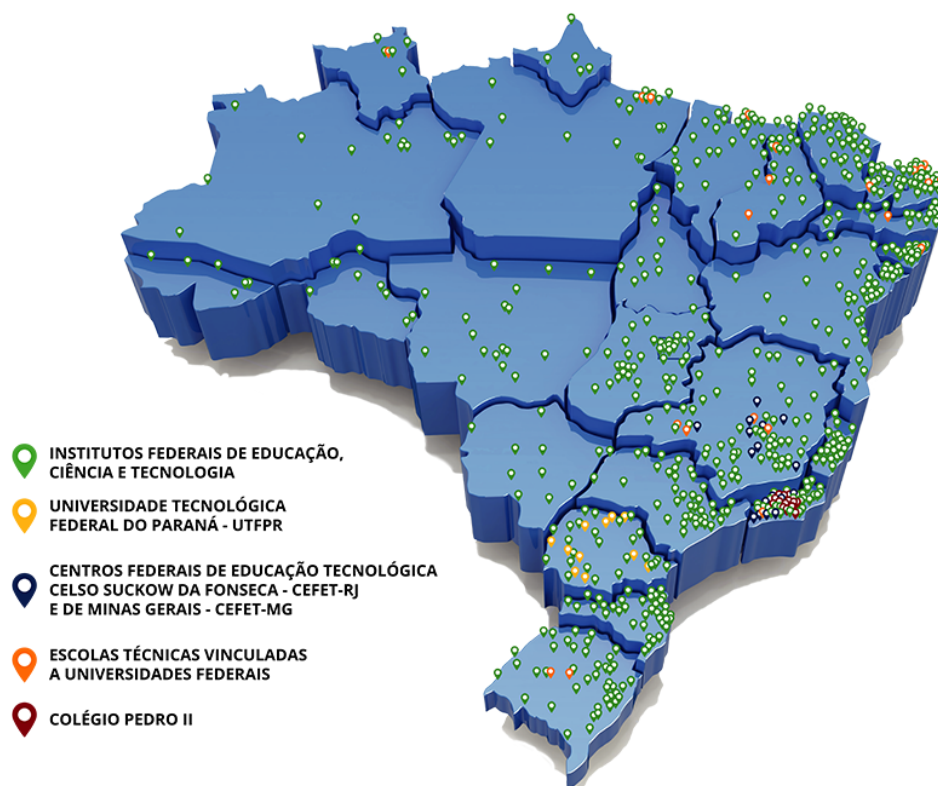 INSTITUTOS FEDERAIS DE EDUCAÇÃO,
CIÊNCIA E TECNOLOGIA
UNIVERSIDADE TECNOLÓGICA
FEDERAL DO PARANÁ - UTFPR
CENTROS FEDERAIS DE EDUCAÇÃO TECNOLÓGICA
CELSO SUCKOW DA FONSECA - CEFET-RJ
E DE MINAS GERAIS - CEFET-MG
ESCOLAS TÉCNICAS VINCULADAS
A UNIVERSIDADES FEDERAIS
COLÉGIO PEDRO II